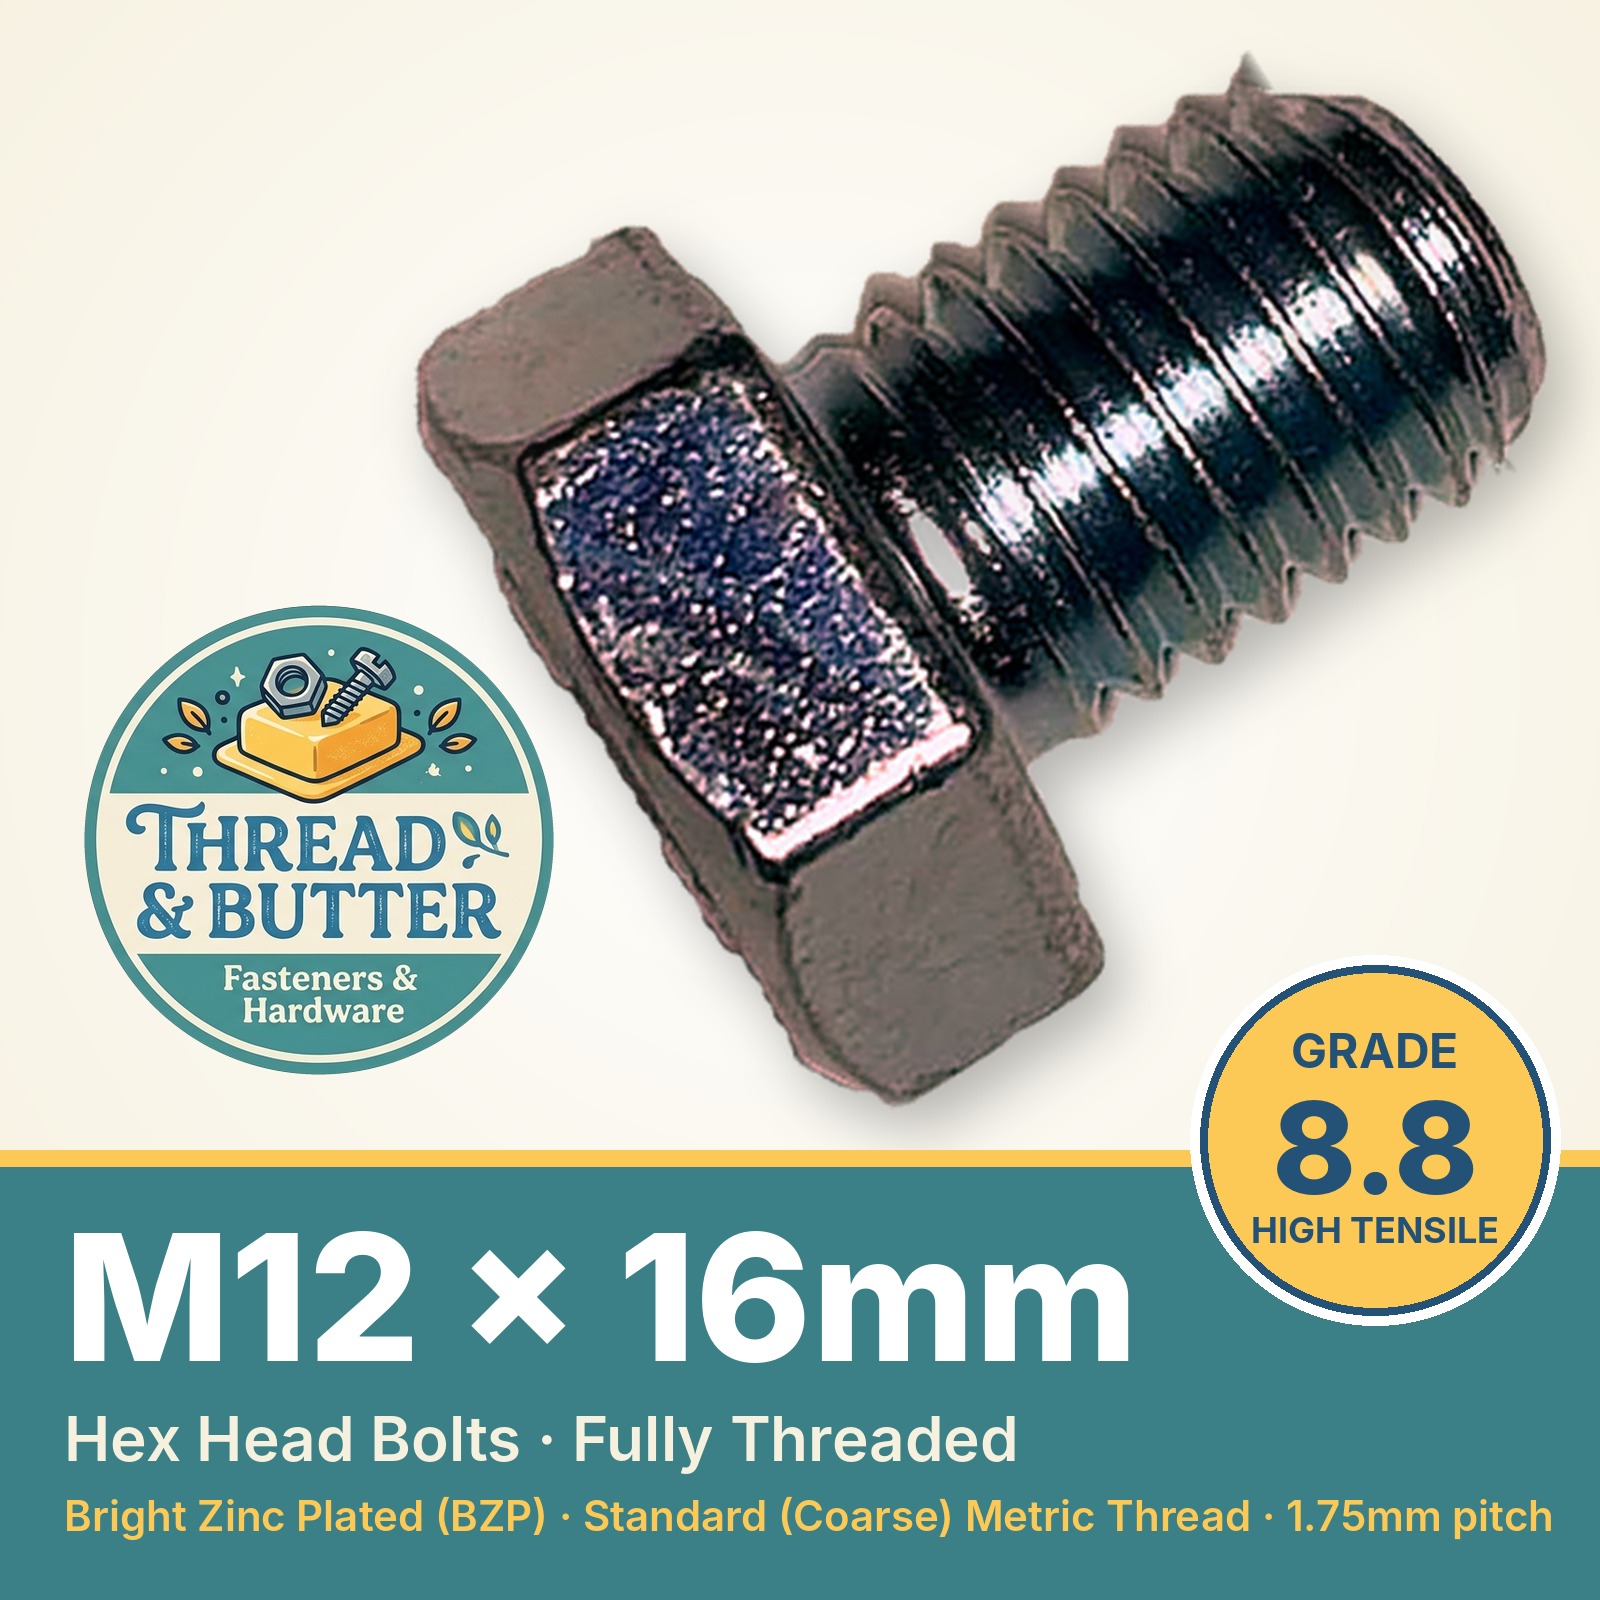 THREAD
& BUTTER
Fasteners &
Hardware
GRADE
8.8
HIGH TENSILE
M12 × 16mm
Hex Head Bolts · Fully Threaded
Bright Zinc Plated (BZP) · Standard (Coarse) Metric Thread · 1.75mm pitch